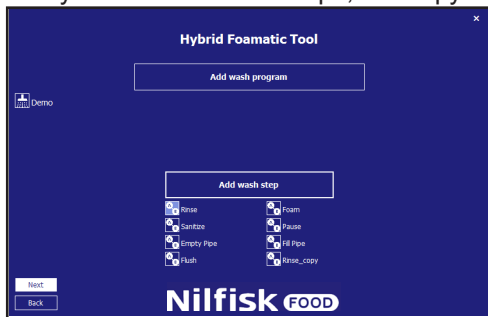 ×
Hybrid Foamatic Tool
Add wash program
Demo
Add wash step
Rinse
Foam
Sanitize
Pause
Empty Pipe
Fill Pipe
Flush
Rinse_copy
Next
Back
Nilfisk FOOD